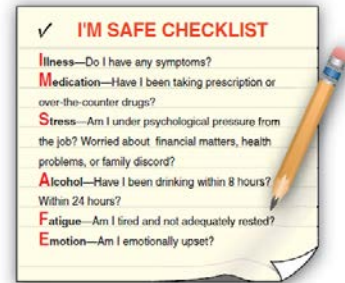 I'M SAFE CHECKLIST
Illness—Do I have any symptoms?
Medication—Have I been taking prescription or
over-the-counter drugs?
Stress—Am I under psychological pressure from
the job? Worried about financial matters, health
problems, or family discord?
Alcohol—Have I been drinking within 8 hours?
Within 24 hours?
Fatigue—Am I tired and not adequately rested?
Emotion—Am I emotionally upset?